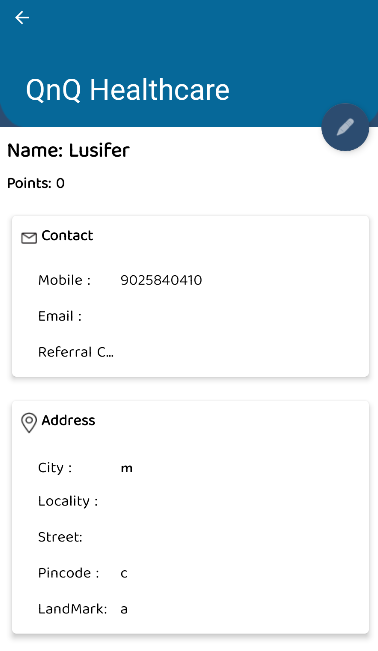 QnQ Healthcare
Name: Lusifer
Points: 0
Contact
Mobile : 9025840410
Email :
Referral C...
Address
City : m
Locality :
Street:
Pincode : c
LandMark: a